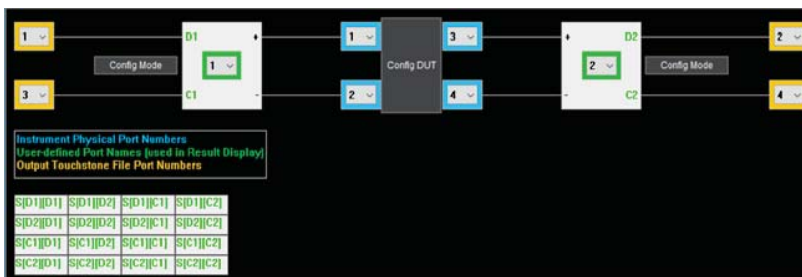 1 D1 + 1 3 + D2 2
Config Mode 1 Config DUT 2 Config Mode
3 C1 - 2 4 - C2 4
Instrument Physical Port Numbers
User-defined Port Names [used in Result Display]
Output Touchstone File Port Numbers
S[D1][D1] S[D1][D2] S[D1][C1] S[D1][C2]
S[D2][D1] S[D2][D2] S[D2][C1] S[D2][C2]
S[C1][D1] S[C1][D2] S[C1][C1] S[C1][C2]
S[C2][D1] S[C2][D2] S[C2][C1] S[C2][C2]